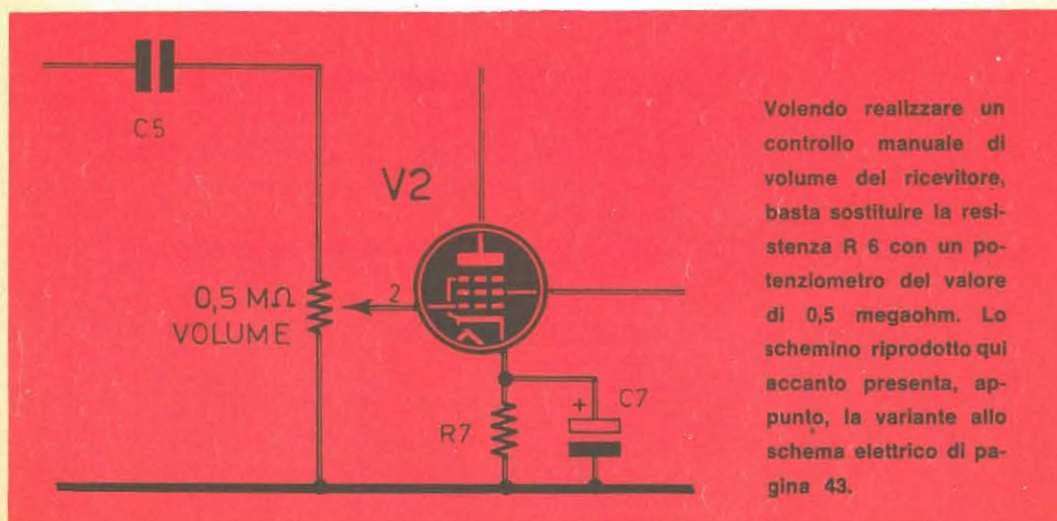 C5
V2
0,5 MΩ
VOLUME
2
R7
+
C7
Volendo realizzare un
controllo manuale di
volume del ricevitore,
basta sostituire la resi-
stenza R 6 con un po-
tenziometro del valore
di 0,5 megaohm. Lo
schemino riprodotto qui
accanto presenta, ap-
punto, la variante allo
schema elettrico di pa-
gina 43.